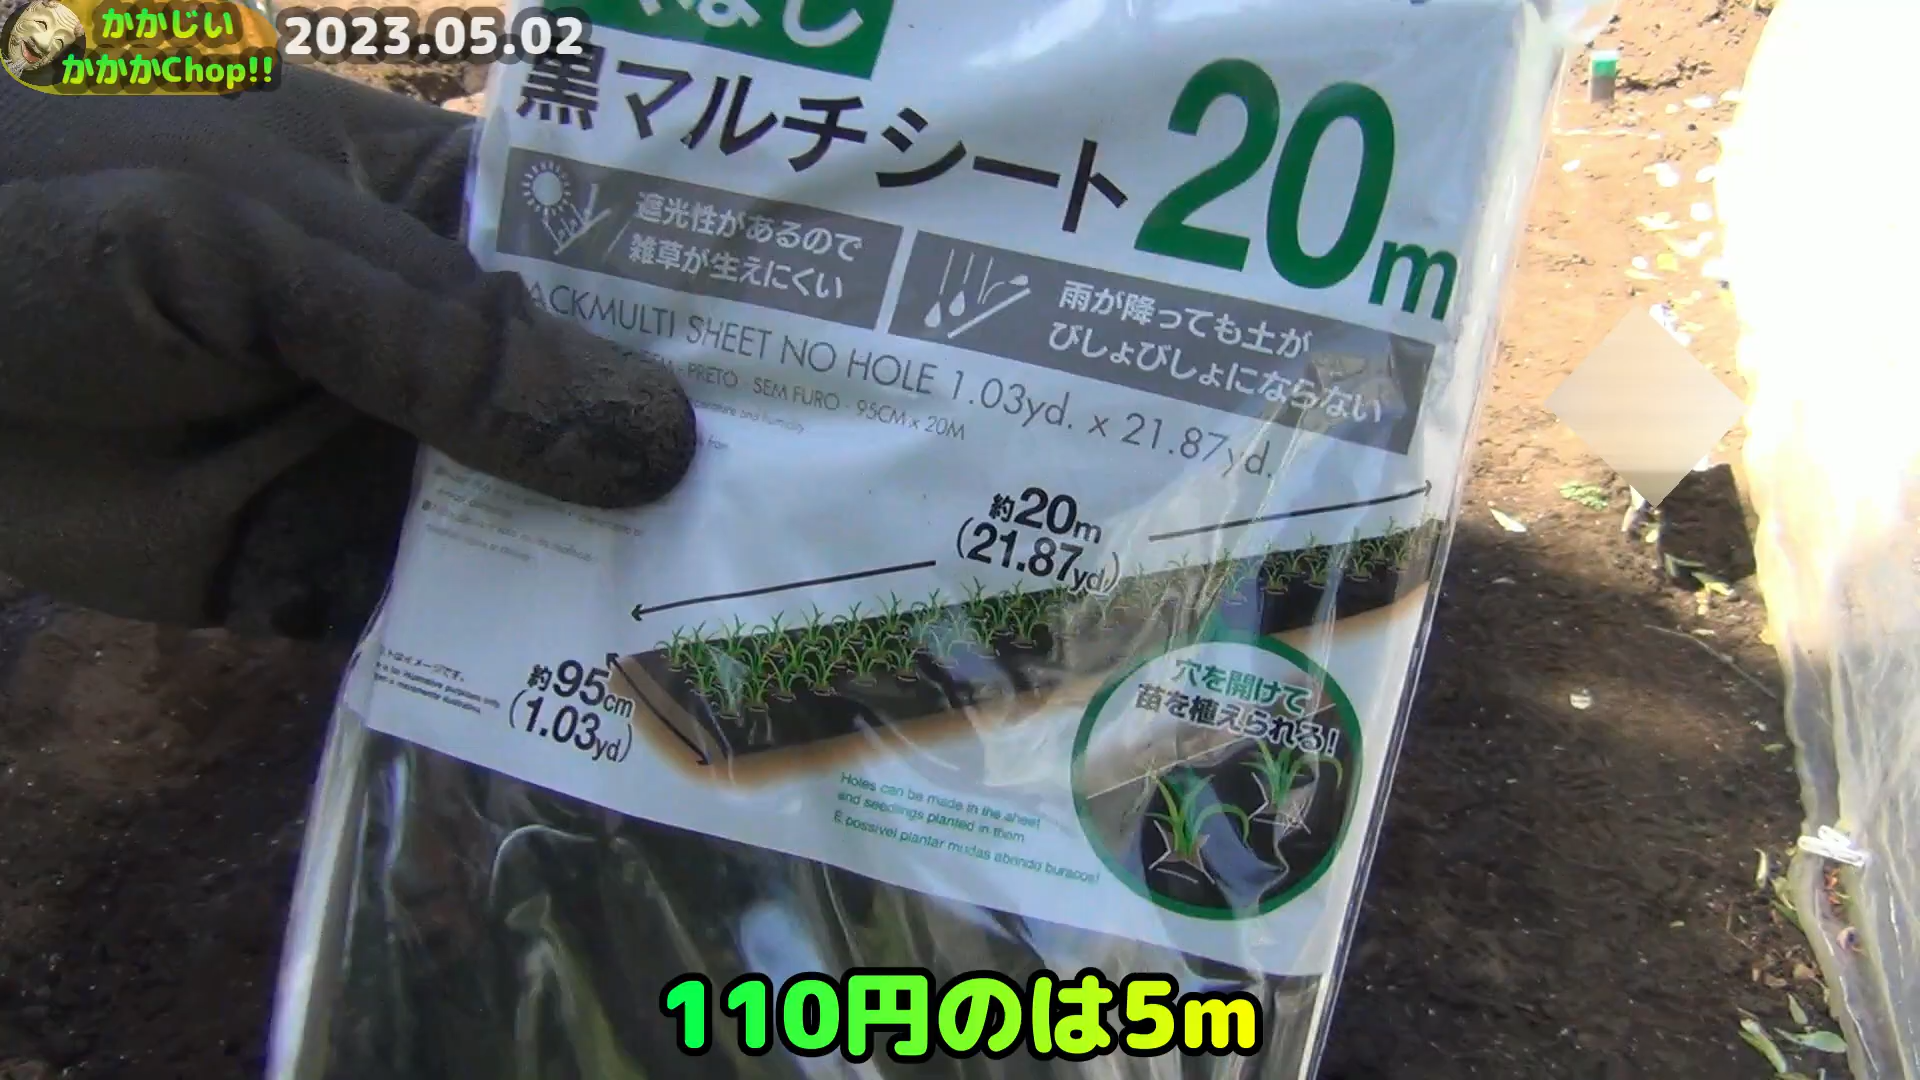 かかじい
かかかChop!!
2023.05.02
なし
黒マルチシート20m
遮光性があるので
雑草が生えにくい
雨が降っても土が
びしょびしょにならない
ACKMULTI SHEET NO HOLE 1.03yd. x 21.87yd.
PRETO SEM FURO - 95CM x 20M
約20m
(21.87yd.)
約95cm
(1.03yd)
穴を開けて
苗を植えられる!
Holes can be made in the sheet
and seedlings planted in them
É possível plantar mudas abrindo buracos!
110円のは5m